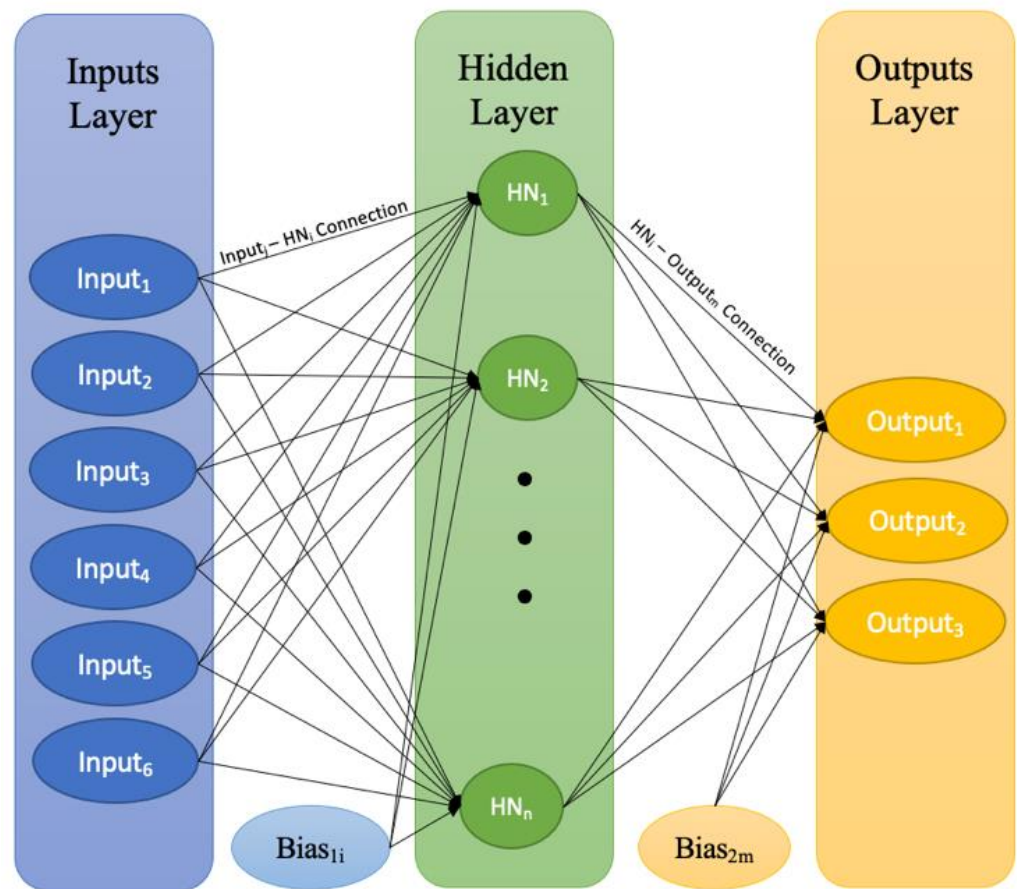 Inputs
Layer
Hidden
Layer
Outputs
Layer
Input₁
Input₂
Input₃
Input₄
Input₅
Input₆
Inputⱼ – HNᵢ Connection
HN₁
HN₂
HNₙ
HNᵢ – Outputₘ Connection
Output₁
Output₂
Output₃
Bias₁ᵢ
Bias₂ₘ